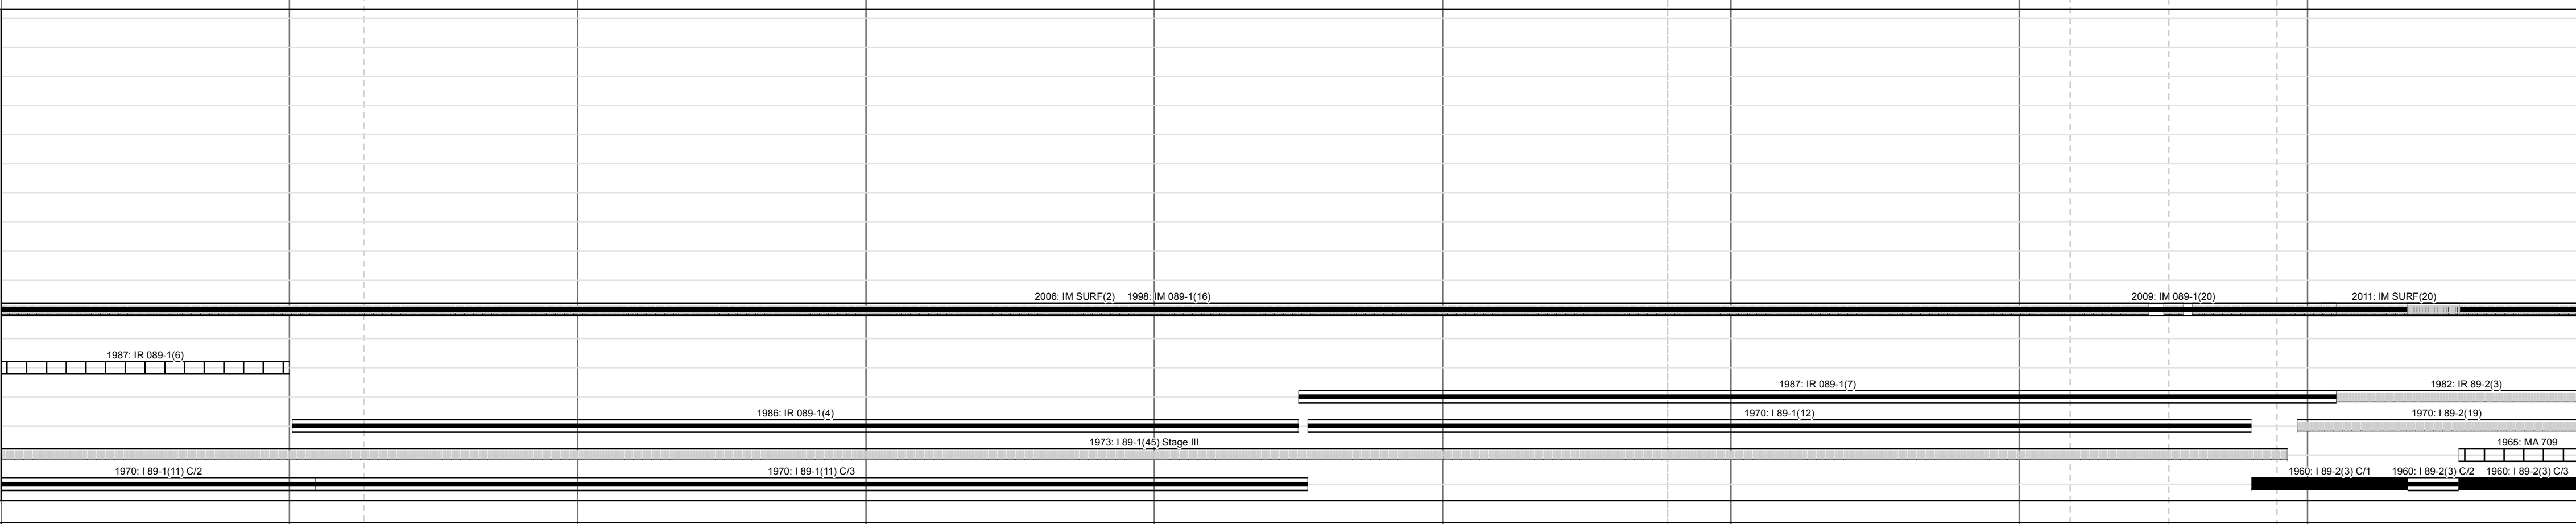 2006: IM SURF(2) 1998: IM 089-1(16) 2009: IM 089-1(20) 2011: IM SURF(20)
1987: IR 089-1(6)
1987: IR 089-1(7) 1982: IR 89-2(3)
1986: IR 089-1(4) 1970: I 89-1(12) 1970: I 89-2(19)
1973: I 89-1(45) Stage III 1965: MA 709
1970: I 89-1(11) C/2 1970: I 89-1(11) C/3 1960: I 89-2(3) C/1 1960: I 89-2(3) C/2 1960: I 89-2(3) C/3